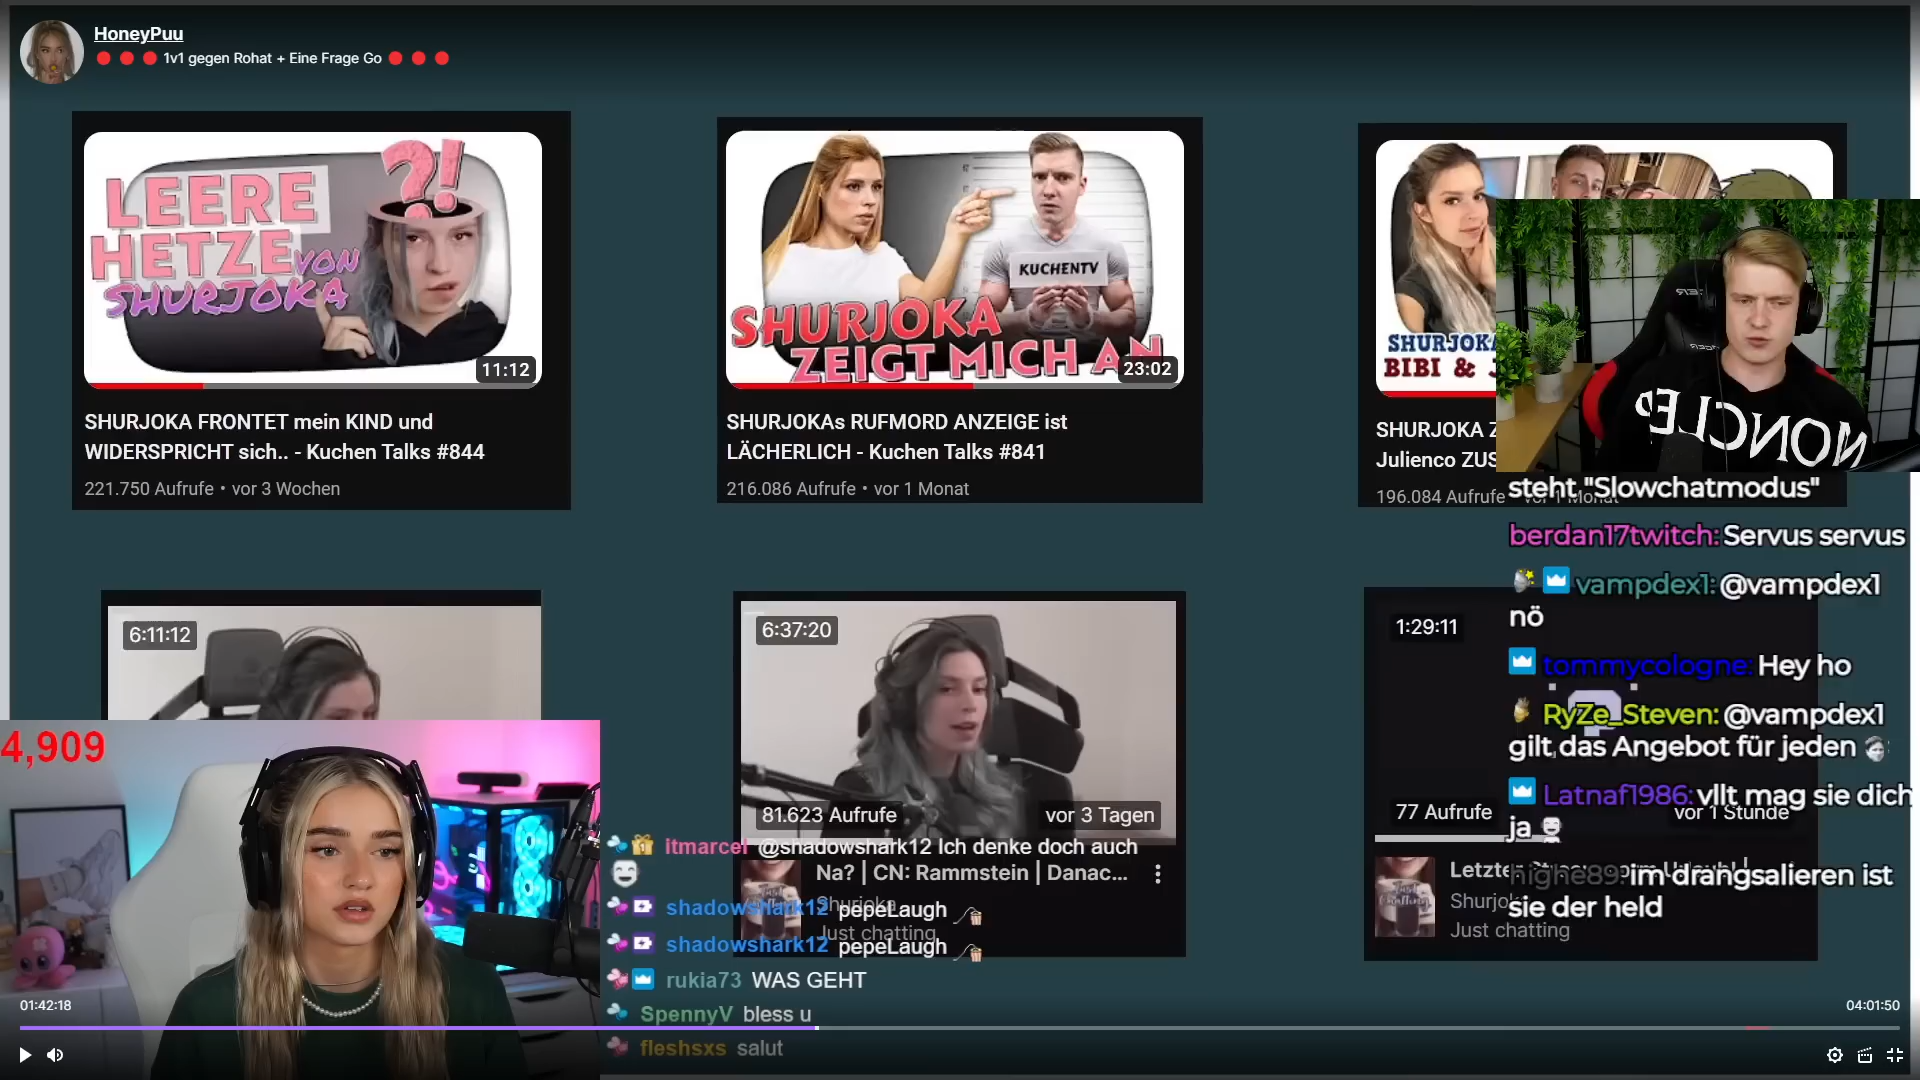 HoneyPuu
1v1 gegen Rohat + Eine Frage Go
LEERE
HETZE VON
SHURJOKA
?!
11:12
SHURJOKA FRONTET mein KIND und
WIDERSPRICHT sich.. - Kuchen Talks #844
221.750 Aufrufe • vor 3 Wochen
KUCHENTV
SHURJOKA
ZEIGT MICH AN
23:02
SHURJOKAs RUFMORD ANZEIGE ist
LÄCHERLICH - Kuchen Talks #841
216.086 Aufrufe • vor 1 Monat
SHURJOKA
BIBI &
SHURJOKA
Julienco
196.084 Aufrufe • vor 1 Monat
steht "Slowchatmodus"
berdan17twitch: Servus servus
vampdex1: @vampdex1
nö
tommycologne: Hey ho
RyZe_Steven: @vampdex1
gilt das Angebot für jeden
Latnaf1986: vllt mag sie dich
ja
highe89: im drahgsalieren ist
sie der held
6:11:12
6:37:20
81.623 Aufrufe
vor 3 Tagen
Na? | CN: Rammstein | Danac...
Shurjoka
Just chatting
1:29:11
77 Aufrufe
vor 1 Stunde
Just chatting
4,909
itmarcel @shadowshark12 Ich denke doch auch
shadowshark12 pepeLaugh
shadowshark12 pepeLaugh
rukia73 WAS GEHT
SpennyV bless u
fleshsxs salut
01:42:18
04:01:50